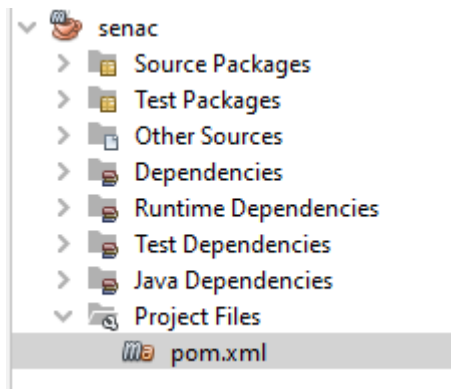 senac
Source Packages
Test Packages
Other Sources
Dependencies
Runtime Dependencies
Test Dependencies
Java Dependencies
Project Files
pom.xml